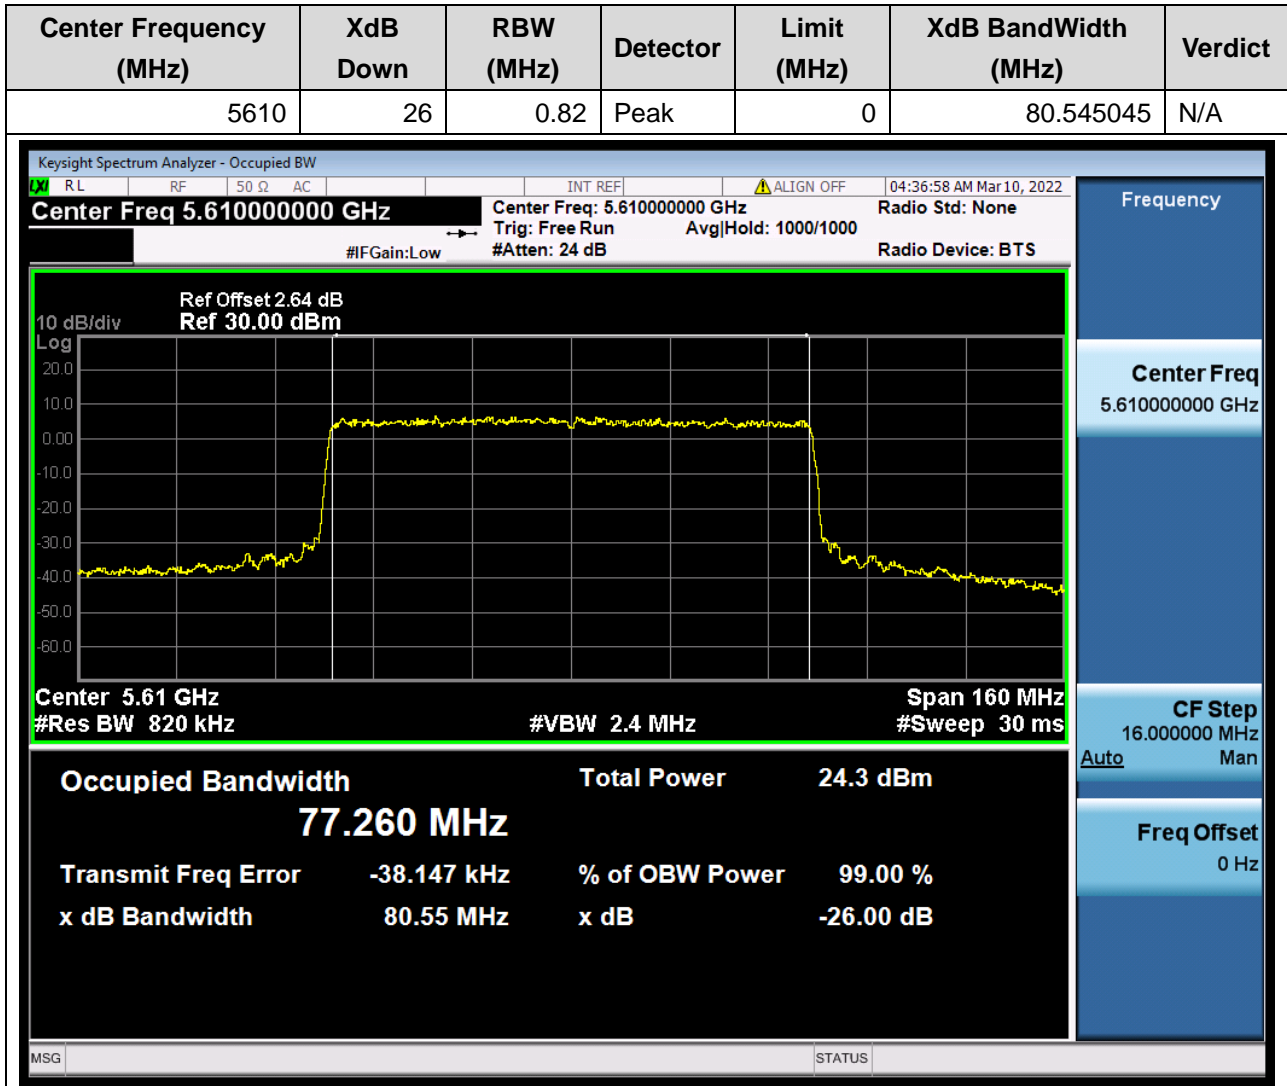 Center Frequency (MHz) XdB Down RBW (MHz) Detector Limit (MHz) XdB BandWidth (MHz) Verdict
5610 26 0.82 Peak 0 80.545045 N/A
Keysight Spectrum Analyzer - Occupied BW
LXI RL RF 50 Ω AC INT REF ALIGN OFF 04:36:58 AM Mar 10, 2022
Center Freq 5.610000000 GHz
Center Freq: 5.610000000 GHz
Radio Std: None
Trig: Free Run Avg|Hold: 1000/1000
#IFGain:Low #Atten: 24 dB Radio Device: BTS
Ref Offset 2.64 dB
10 dB/div Ref 30.00 dBm
Log
20.0
10.0
0.00
-10.0
-20.0
-30.0
-40.0
-50.0
-60.0
Center 5.61 GHz Span 160 MHz
#Res BW 820 kHz #VBW 2.4 MHz #Sweep 30 ms
Occupied Bandwidth Total Power 24.3 dBm
77.260 MHz
Transmit Freq Error -38.147 kHz % of OBW Power 99.00 %
x dB Bandwidth 80.55 MHz x dB -26.00 dB
Frequency
Center Freq
5.610000000 GHz
CF Step
16.000000 MHz
Auto Man
Freq Offset
0 Hz
MSG STATUS